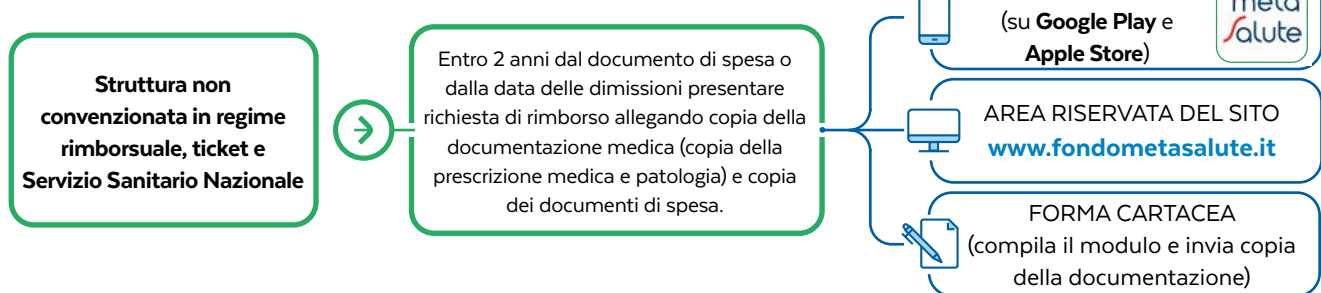 Struttura non
convenzionata in regime
rimborsuale, ticket e
Servizio Sanitario Nazionale
Entro 2 anni dal documento di spesa o
dalla data delle dimissioni presentare
richiesta di rimborso allegando copia della
documentazione medica (copia della
prescrizione medica e patologia) e copia
dei documenti di spesa.
(su Google Play e
Apple Store)
meta
Salute
AREA RISERVATA DEL SITO
www.fondometasalute.it
FORMA CARTACEA
(compila il modulo e invia copia
della documentazione)